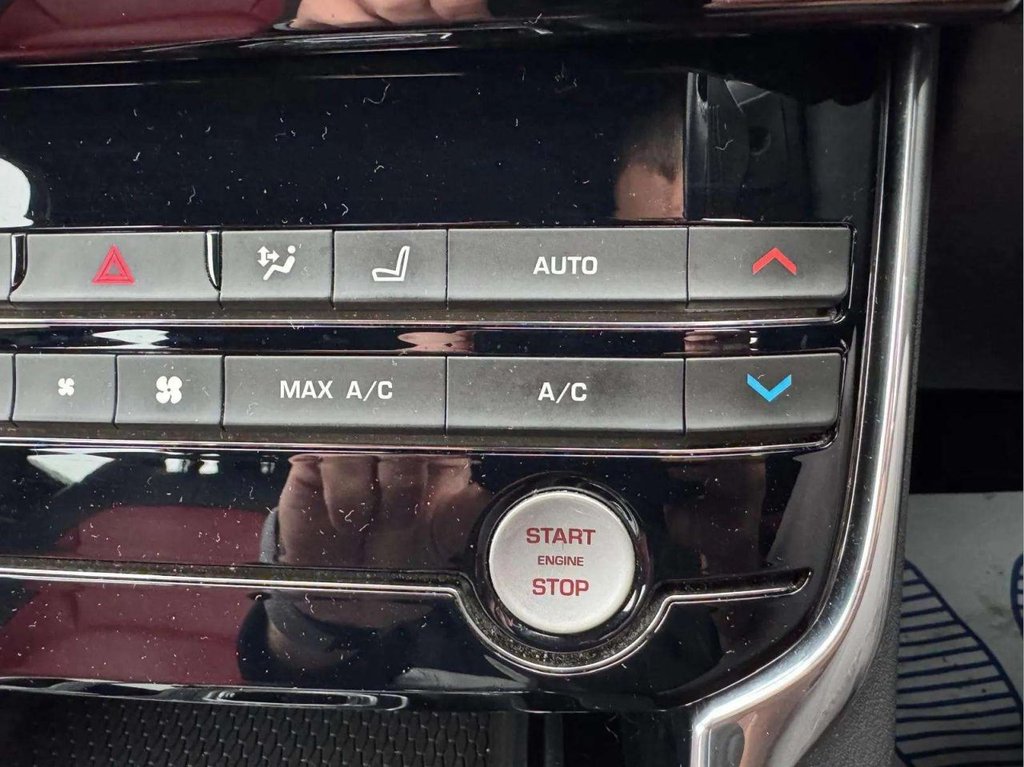 AUTO
MAX A/C
A/C
START
ENGINE
STOP